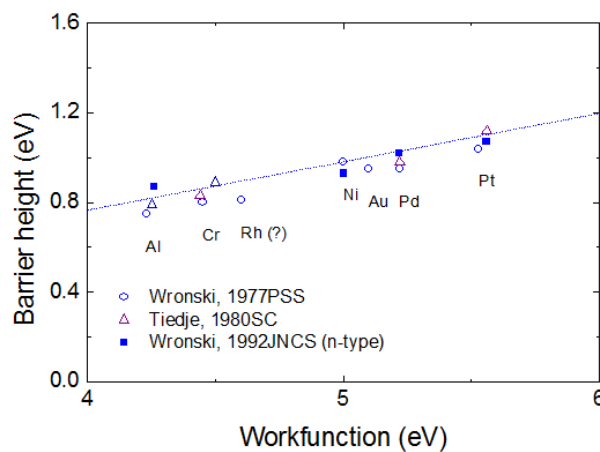 1.6
1.2
0.8
0.4
0.0
Barrier height (eV)
Al
Cr
Rh (?)
Ni
Au
Pd
Pt
Wronski, 1977PSS
Tiedje, 1980SC
Wronski, 1992JNCS (n-type)
4
5
6
Workfunction (eV)